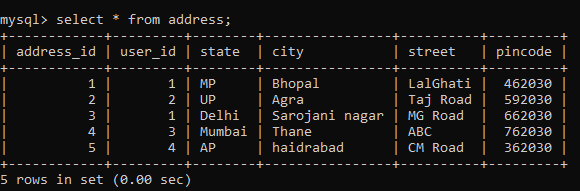 mysql> select * from address;
+------------+---------+--------+----------------+----------+---------+
| address_id | user_id | state  | city           | street   | pincode |
+------------+---------+--------+----------------+----------+---------+
|          1 |       1 | MP     | Bhopal         | LalGhati |  462030 |
|          2 |       2 | UP     | Agra           | Taj Road |  592030 |
|          3 |       1 | Delhi  | Sarojani nagar | MG Road  |  662030 |
|          4 |       3 | Mumbai | Thane          | ABC      |  762030 |
|          5 |       4 | AP     | haidrabad      | CM Road  |  362030 |
+------------+---------+--------+----------------+----------+---------+
5 rows in set (0.00 sec)